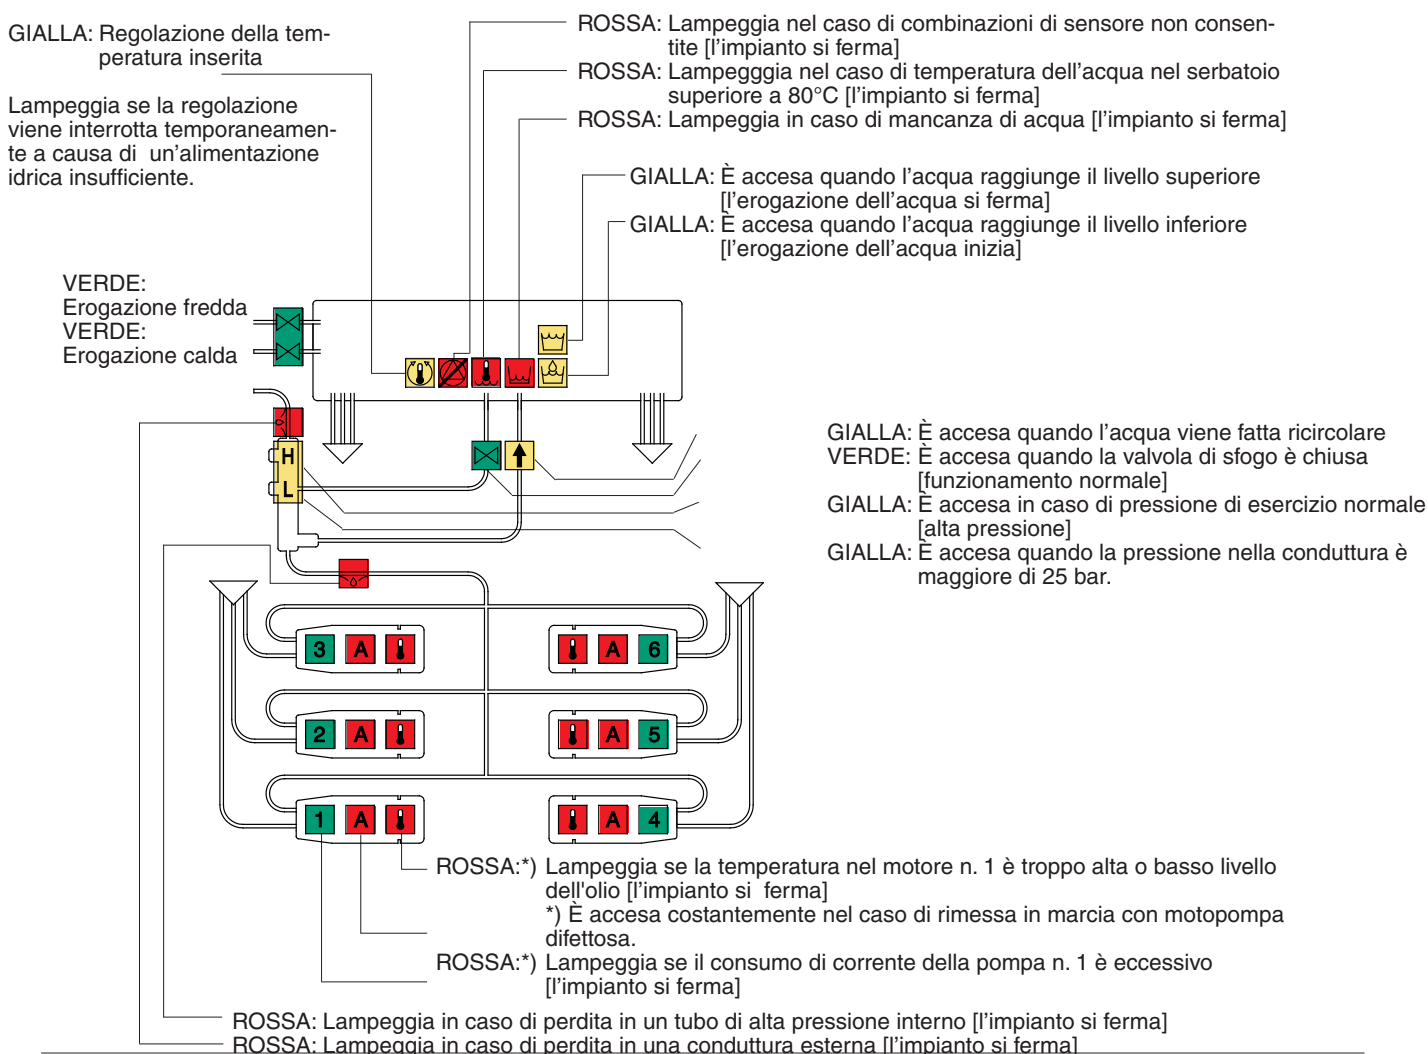 GIALLA: Regolazione della tem-
peratura inserita
Lampeggia se la regolazione
viene interrotta temporaneamen-
te a causa di un'alimentazione
idrica insufficiente.
ROSSA: Lampeggia nel caso di combinazioni di sensore non consen-
tite [l'impianto si ferma]
ROSSA: Lampegggia nel caso di temperatura dell'acqua nel serbatoio
superiore a 80°C [l'impianto si ferma]
ROSSA: Lampeggia in caso di mancanza di acqua [l'impianto si ferma]
GIALLA: È accesa quando l'acqua raggiunge il livello superiore
[l'erogazione dell'acqua si ferma]
GIALLA: È accesa quando l'acqua raggiunge il livello inferiore
[l'erogazione dell'acqua inizia]
VERDE:
Erogazione fredda
VERDE:
Erogazione calda
H
L
GIALLA: È accesa quando l'acqua viene fatta ricircolare
VERDE: È accesa quando la valvola di sfogo è chiusa
[funzionamento normale]
GIALLA: È accesa in caso di pressione di esercizio normale
[alta pressione]
GIALLA: È accesa quando la pressione nella conduttura è
maggiore di 25 bar.
3 A
A 6
2 A
A 5
1 A
A 4
ROSSA:*) Lampeggia se la temperatura nel motore n. 1 è troppo alta o basso livello
dell'olio [l'impianto si ferma]
*) È accesa costantemente nel caso di rimessa in marcia con motopompa
difettosa.
ROSSA:*) Lampeggia se il consumo di corrente della pompa n. 1 è eccessivo
[l'impianto si ferma]
ROSSA: Lampeggia in caso di perdita in un tubo di alta pressione interno [l'impianto si ferma]
ROSSA: Lampeggia in caso di perdita in una conduttura esterna [l'impianto si ferma]